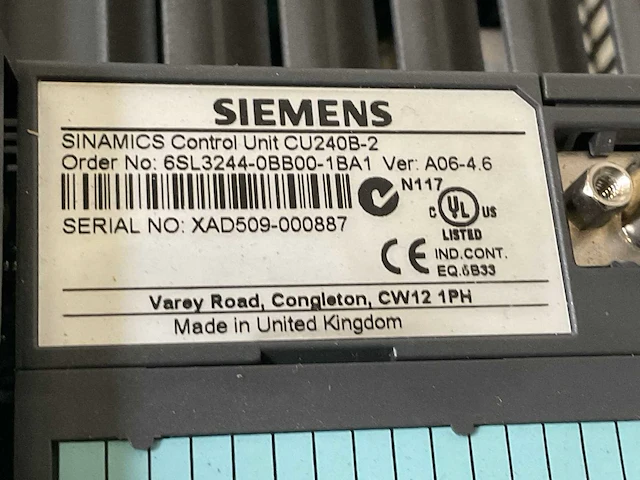 SIEMENS
SINAMICS Control Unit CU240B-2
Order No: 6SL3244-0BB00-1BA1 Ver: A06-4.6
N117
C UL US
LISTED
SERIAL NO: XAD509-000887
CE IND.CONT.
EQ.6B33
Varey Road, Congleton, CW12 1PH
Made in United Kingdom